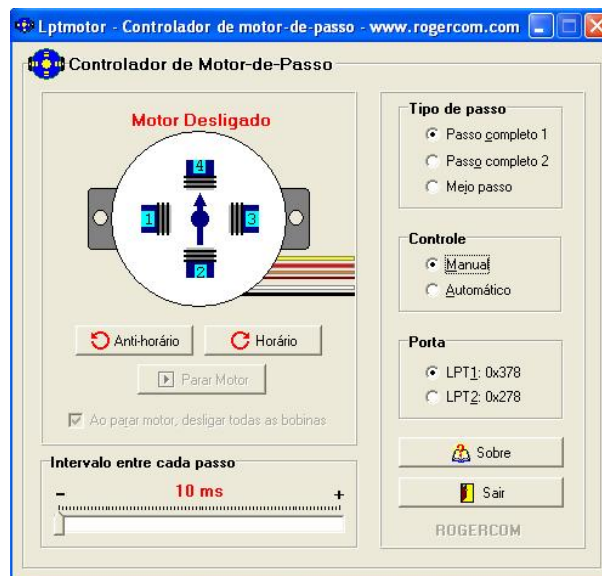 Lptmotor - Controlador de motor-de-passo - www.rogercom.com
Controlador de Motor-de-Passo
Motor Desligado
4
1
3
2
Anti-horário
Horário
Parar Motor
Ao parar motor, desligar todas as bobinas
Intervalo entre cada passo
- 10 ms +
Tipo de passo
Passo completo 1
Passo completo 2
Meio passo
Controle
Manual
Automático
Porta
LPT1: 0x378
LPT2: 0x278
Sobre
Sair
ROGERCOM